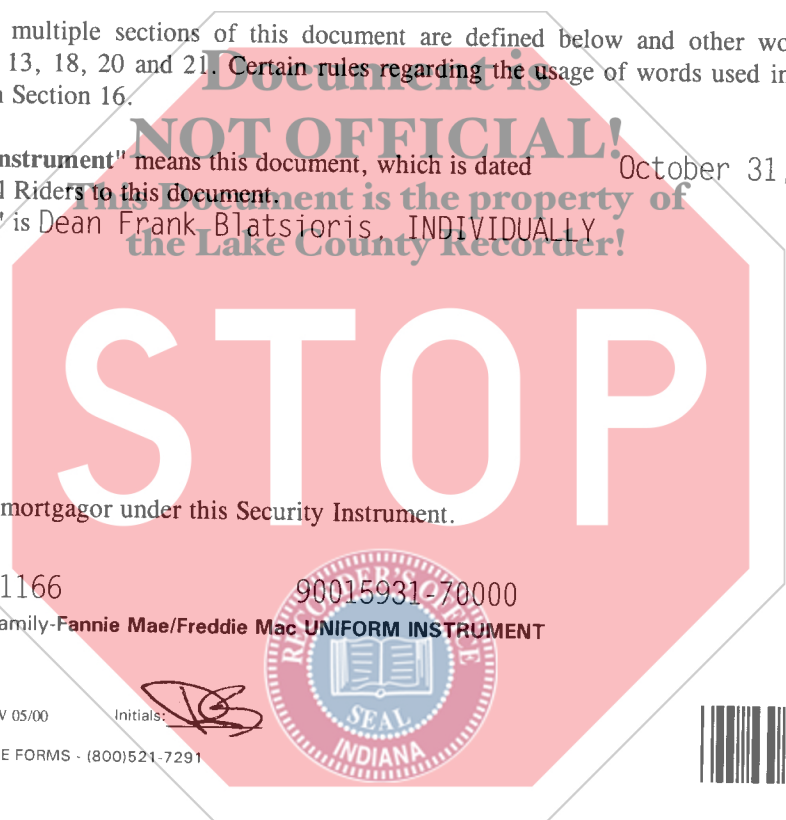 multiple sections of this document are defined below and other wo
13, 18, 20 and 21. Certain rules regarding the usage of words used in
Section 16.
Document is
NOT OFFICIAL!
This Document is the property of
the Lake County Recorder!
nstrument" means this document, which is dated October 31,
l Riders to this document.
" is Dean Frank Blatsioris, INDIVIDUALLY
STOP
mortgagor under this Security Instrument.
1166 90015931-70000
amily-Fannie Mae/Freddie Mac UNIFORM INSTRUMENT
RECORDER'S OFFICE
SEAL
INDIANA
V 05/00 Initials:
E FORMS - (800)521-7291